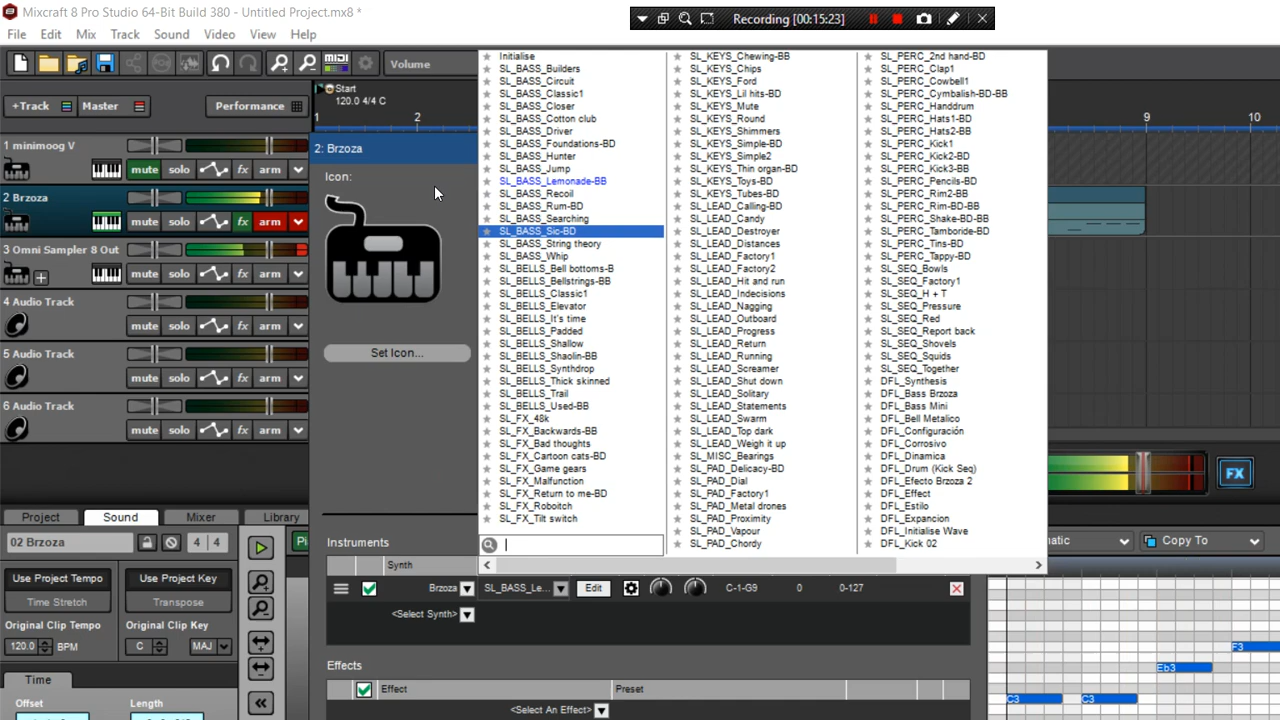 Mixcraft 8 Pro Studio 64-Bit Build 380 - Untitled Project.mx8 *
Recording [00:15:23]
File Edit Mix Track Sound Video View Help
midi
Volume
+Track Master Performance
Start
120.0 4/4 C
1 2 9 10
1 minimoog V
mute solo fx arm
2 Brzoza
mute solo fx arm
3 Omni Sampler 8 Out
mute solo fx arm
4 Audio Track
mute solo fx arm
5 Audio Track
mute solo fx arm
6 Audio Track
mute solo fx arm
2: Brzoza
Icon:
Set Icon...
Initialise
SL_BASS_Builders
SL_BASS_Circuit
SL_BASS_Classic1
SL_BASS_Closer
SL_BASS_Cotton club
SL_BASS_Driver
SL_BASS_Foundations-BD
SL_BASS_Hunter
SL_BASS_Jump
SL_BASS_Lemonade-BB
SL_BASS_Recoil
SL_BASS_Rum-BD
SL_BASS_Searching
SL_BASS_Sic-BD
SL_BASS_String theory
SL_BASS_Whip
SL_BELLS_Bell bottoms-B
SL_BELLS_Bellstrings-BB
SL_BELLS_Classic1
SL_BELLS_Elevator
SL_BELLS_It's time
SL_BELLS_Padded
SL_BELLS_Shallow
SL_BELLS_Shaolin-BB
SL_BELLS_Synthdrop
SL_BELLS_Thick skinned
SL_BELLS_Trail
SL_BELLS_Used-BB
SL_FX_48k
SL_FX_Backwards-BB
SL_FX_Bad thoughts
SL_FX_Cartoon cats-BD
SL_FX_Game gears
SL_FX_Malfunction
SL_FX_Return to me-BD
SL_FX_Roboitch
SL_FX_Tilt switch
SL_KEYS_Chewing-BB
SL_KEYS_Chips
SL_KEYS_Ford
SL_KEYS_Lil hits-BD
SL_KEYS_Mute
SL_KEYS_Round
SL_KEYS_Shimmers
SL_KEYS_Simple-BD
SL_KEYS_Simple2
SL_KEYS_Thin organ-BD
SL_KEYS_Toys-BD
SL_KEYS_Tubes-BD
SL_LEAD_Calling-BD
SL_LEAD_Candy
SL_LEAD_Destroyer
SL_LEAD_Distances
SL_LEAD_Factory1
SL_LEAD_Factory2
SL_LEAD_Hit and run
SL_LEAD_Indecisions
SL_LEAD_Nagging
SL_LEAD_Outboard
SL_LEAD_Progress
SL_LEAD_Return
SL_LEAD_Running
SL_LEAD_Screamer
SL_LEAD_Shut down
SL_LEAD_Solitary
SL_LEAD_Statements
SL_LEAD_Swarm
SL_LEAD_Top dark
SL_LEAD_Weigh it up
SL_MISC_Bearings
SL_PAD_Delicacy-BD
SL_PAD_Dial
SL_PAD_Factory1
SL_PAD_Metal drones
SL_PAD_Proximity
SL_PAD_Vapour
SL_PAD_Chordy
SL_PERC_2nd hand-BD
SL_PERC_Clap1
SL_PERC_Cowbell1
SL_PERC_Cymbalish-BD-BB
SL_PERC_Handdrum
SL_PERC_Hats1-BD
SL_PERC_Hats2-BB
SL_PERC_Kick1
SL_PERC_Kick2-BD
SL_PERC_Kick3-BB
SL_PERC_Pencils-BD
SL_PERC_Rim2-BB
SL_PERC_Rim-BD-BB
SL_PERC_Shake-BD-BB
SL_PERC_Tamboride-BD
SL_PERC_Tins-BD
SL_PERC_Tappy-BD
SL_SEQ_Bowls
SL_SEQ_Factory1
SL_SEQ_H + T
SL_SEQ_Pressure
SL_SEQ_Red
SL_SEQ_Report back
SL_SEQ_Shovels
SL_SEQ_Squids
SL_SEQ_Together
DFL_Synthesis
DFL_Bass Brzoza
DFL_Bass Mini
DFL_Bell Metalico
DFL_Configuración
DFL_Corrosivo
DFL_Dinamica
DFL_Drum (Kick Seq)
DFL_Efecto Brzoza 2
DFL_Effect
DFL_Estilo
DFL_Expancion
DFL_Initialise Wave
DFL_Kick 02
FX
Project Sound Mixer Library
02 Brzoza 4
Pi
matic Copy To
Use Project Tempo Use Project Key
Time Stretch Transpose
Original Clip Tempo Original Clip Key
120.0 BPM C MAJ
Time
Offset Length
Instruments
Synth
Brzoza SL_BASS_Le... Edit C-1-G9 0 0-127
<Select Synth>
Effects
Effect Preset
<Select An Effect>
F3
Eb3
C3 C3